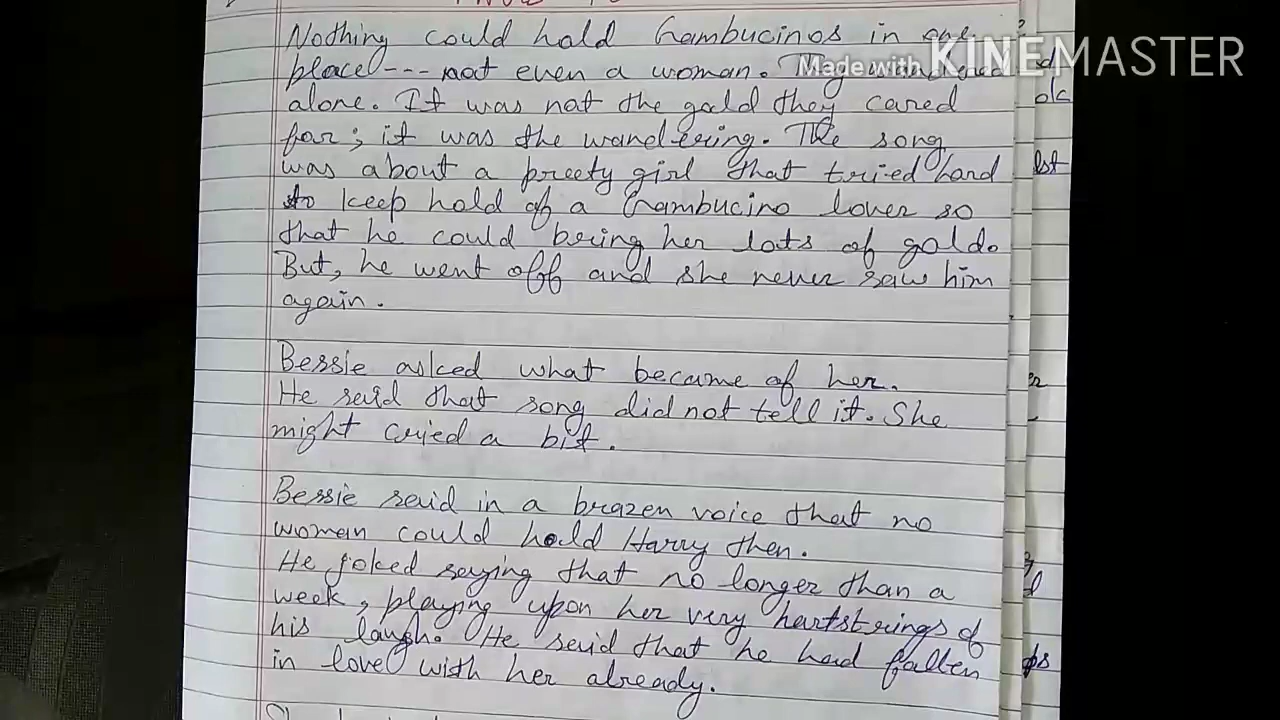 Nothing could hold Gambucinos in one
place --- not even a woman. They wandered
alone. It was not the gold they cared
for; it was the wandering. The song
was about a preety girl that tried hard
to keep hold of a Gambucino lover so
that he could bring her lots of gold.
But, he went off and she never saw him
again.
Bessie asked what became of her.
He said that song did not tell it. She
might cried a bit.
Bessie said in a brazen voice that no
woman could hold Harry then.
He joked saying that no longer than a
week, playing upon her very hartstrings of
his laugh. He said that he had fallen
in love with her already.
Made with KINEMASTER